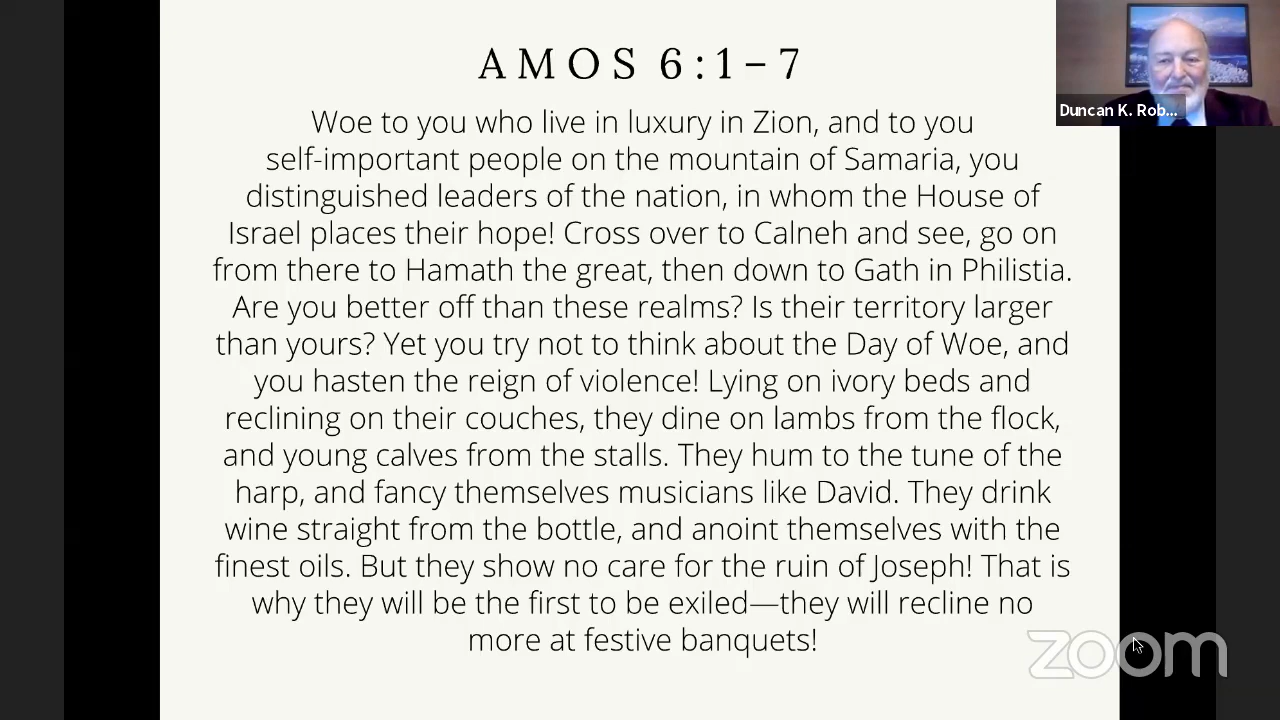 AMOS 6:1–7
Duncan K. Rob...
Woe to you who live in luxury in Zion, and to you
self-important people on the mountain of Samaria, you
distinguished leaders of the nation, in whom the House of
Israel places their hope! Cross over to Calneh and see, go on
from there to Hamath the great, then down to Gath in Philistia.
Are you better off than these realms? Is their territory larger
than yours? Yet you try not to think about the Day of Woe, and
you hasten the reign of violence! Lying on ivory beds and
reclining on their couches, they dine on lambs from the flock,
and young calves from the stalls. They hum to the tune of the
harp, and fancy themselves musicians like David. They drink
wine straight from the bottle, and anoint themselves with the
finest oils. But they show no care for the ruin of Joseph! That is
why they will be the first to be exiled—they will recline no
more at festive banquets!
zoom